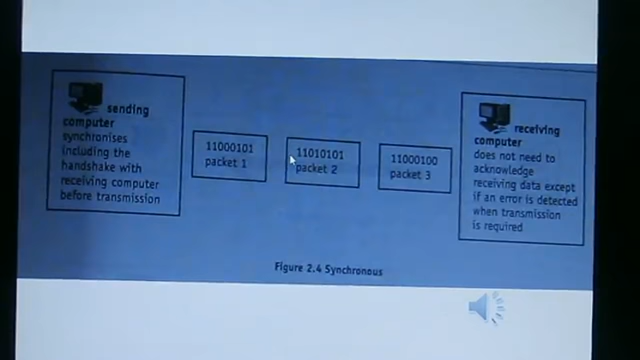 sending
computer
synchronises
including the
handshake with
receiving computer
before transmission
11000101
packet 1
11010101
packet 2
11000100
packet 3
receiving
computer
does not need to
acknowledge
receiving data except
if an error is detected
when transmission
is required
Figure 2.4 Synchronous